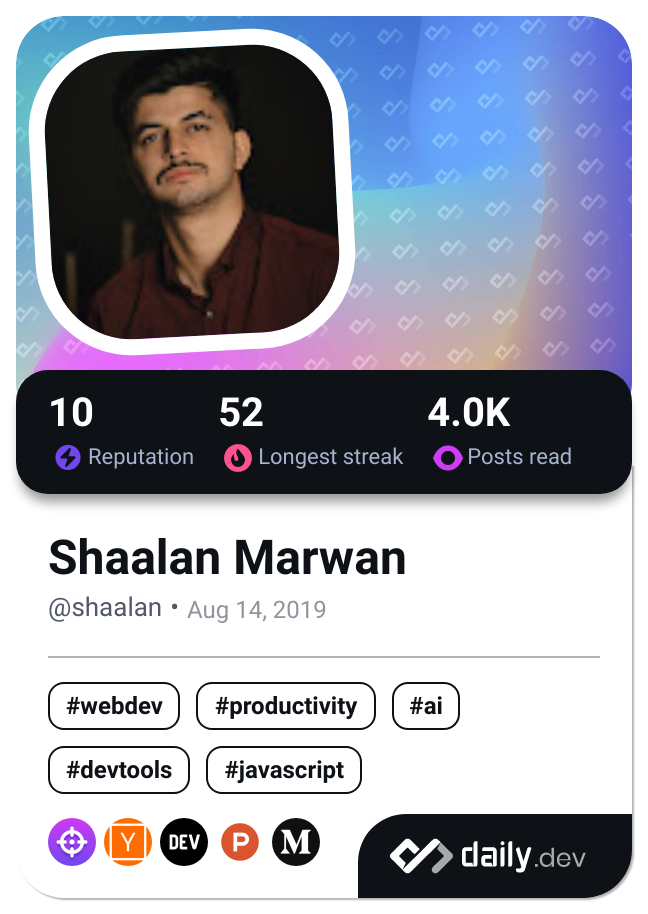 10 52 4.0K
Reputation Longest streak Posts read
Shaalan Marwan
@shaalan • Aug 14, 2019
#webdev #productivity #ai
#devtools #javascript
Y DEV P M
daily.dev